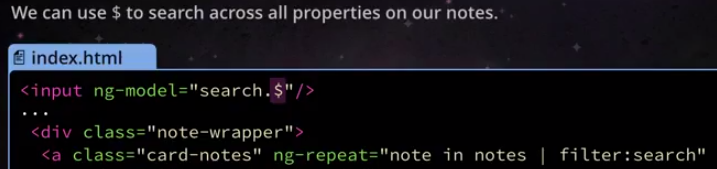 We can use $ to search across all properties on our notes.
index.html
<input ng-model="search.$"/>
...
<div class="note-wrapper">
<a class="card-notes" ng-repeat="note in notes | filter:search"